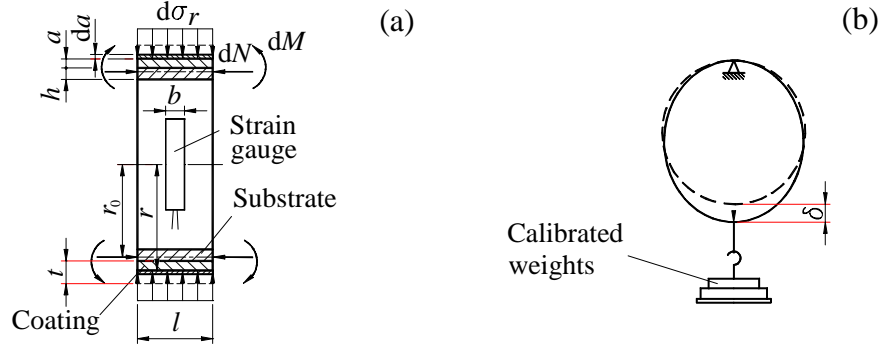 (a)
dσr
dM
dN
da
a
h
b
Strain
gauge
r0
r
Substrate
t
Coating
l
(b)
δ
Calibrated
weights